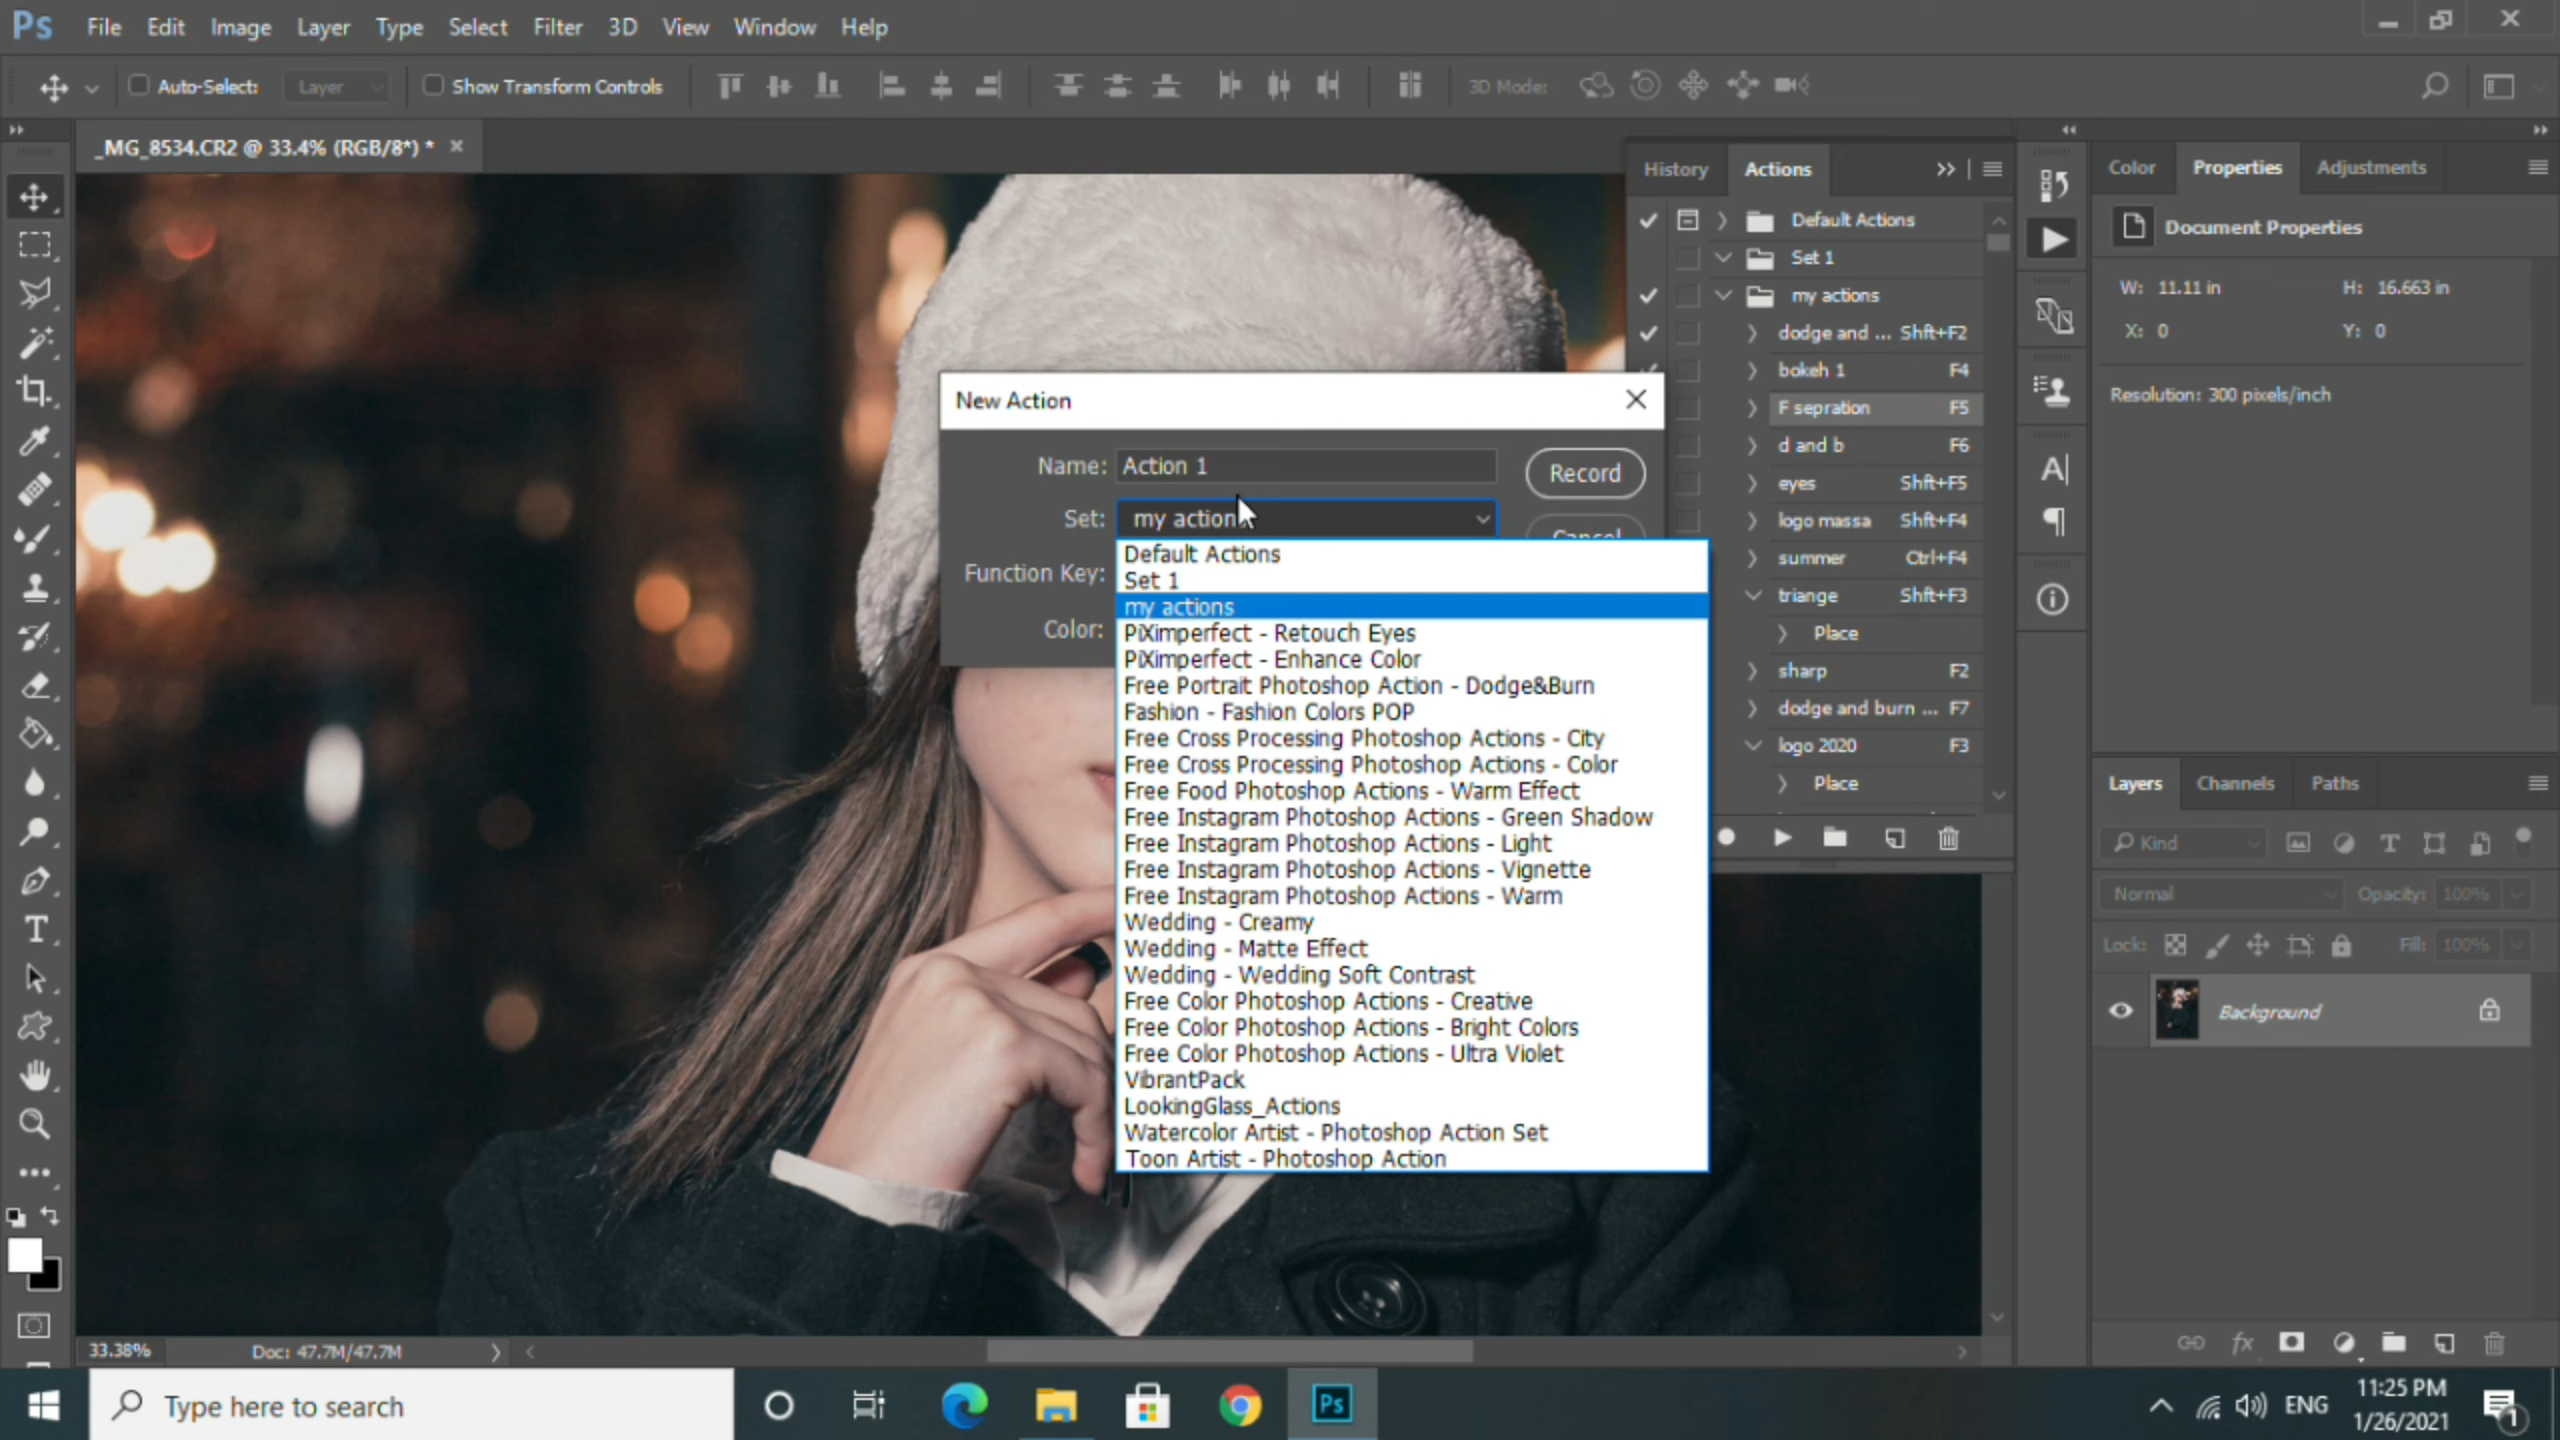 Ps File Edit Image Layer Type Select Filter 3D View Window Help
Auto-Select: Layer Show Transform Controls 3D Mode:
_MG_8534.CR2 @ 33.4% (RGB/8*) *
History Actions
Default Actions
Set 1
my actions
dodge and ... Shft+F2
bokeh 1 F4
F sepration F5
d and b F6
eyes Shft+F5
logo massa Shft+F4
summer Ctrl+F4
triange Shft+F3
Place
sharp F2
dodge and burn ... F7
logo 2020 F3
Place
Color Properties Adjustments
Document Properties
W: 11.11 in H: 16.663 in
X: 0 Y: 0
Resolution: 300 pixels/inch
New Action
Name: Action 1
Record
Set: my actions
Cancel
Function Key:
Color:
Default Actions
Set 1
my actions
PiXimperfect - Retouch Eyes
PiXimperfect - Enhance Color
Free Portrait Photoshop Action - Dodge&Burn
Fashion - Fashion Colors POP
Free Cross Processing Photoshop Actions - City
Free Cross Processing Photoshop Actions - Color
Free Food Photoshop Actions - Warm Effect
Free Instagram Photoshop Actions - Green Shadow
Free Instagram Photoshop Actions - Light
Free Instagram Photoshop Actions - Vignette
Free Instagram Photoshop Actions - Warm
Wedding - Creamy
Wedding - Matte Effect
Wedding - Wedding Soft Contrast
Free Color Photoshop Actions - Creative
Free Color Photoshop Actions - Bright Colors
Free Color Photoshop Actions - Ultra Violet
VibrantPack
LookingGlass_Actions
Watercolor Artist - Photoshop Action Set
Toon Artist - Photoshop Action
Layers Channels Paths
Kind
Normal Opacity: 100%
Lock: Fill: 100%
Background
33.38% Doc: 47.7M/47.7M
Type here to search
Ps
ENG
11:25 PM
1/26/2021
1